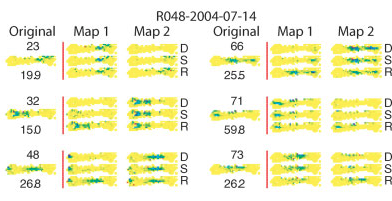 R048-2004-07-14
Original Map 1 Map 2 Original Map 1 Map 2
23 D 66 D
S S
19.9 R 25.5 R
32 D 71 D
S S
15.0 R 59.8 R
48 D 73 D
S S
26.8 R 26.2 R